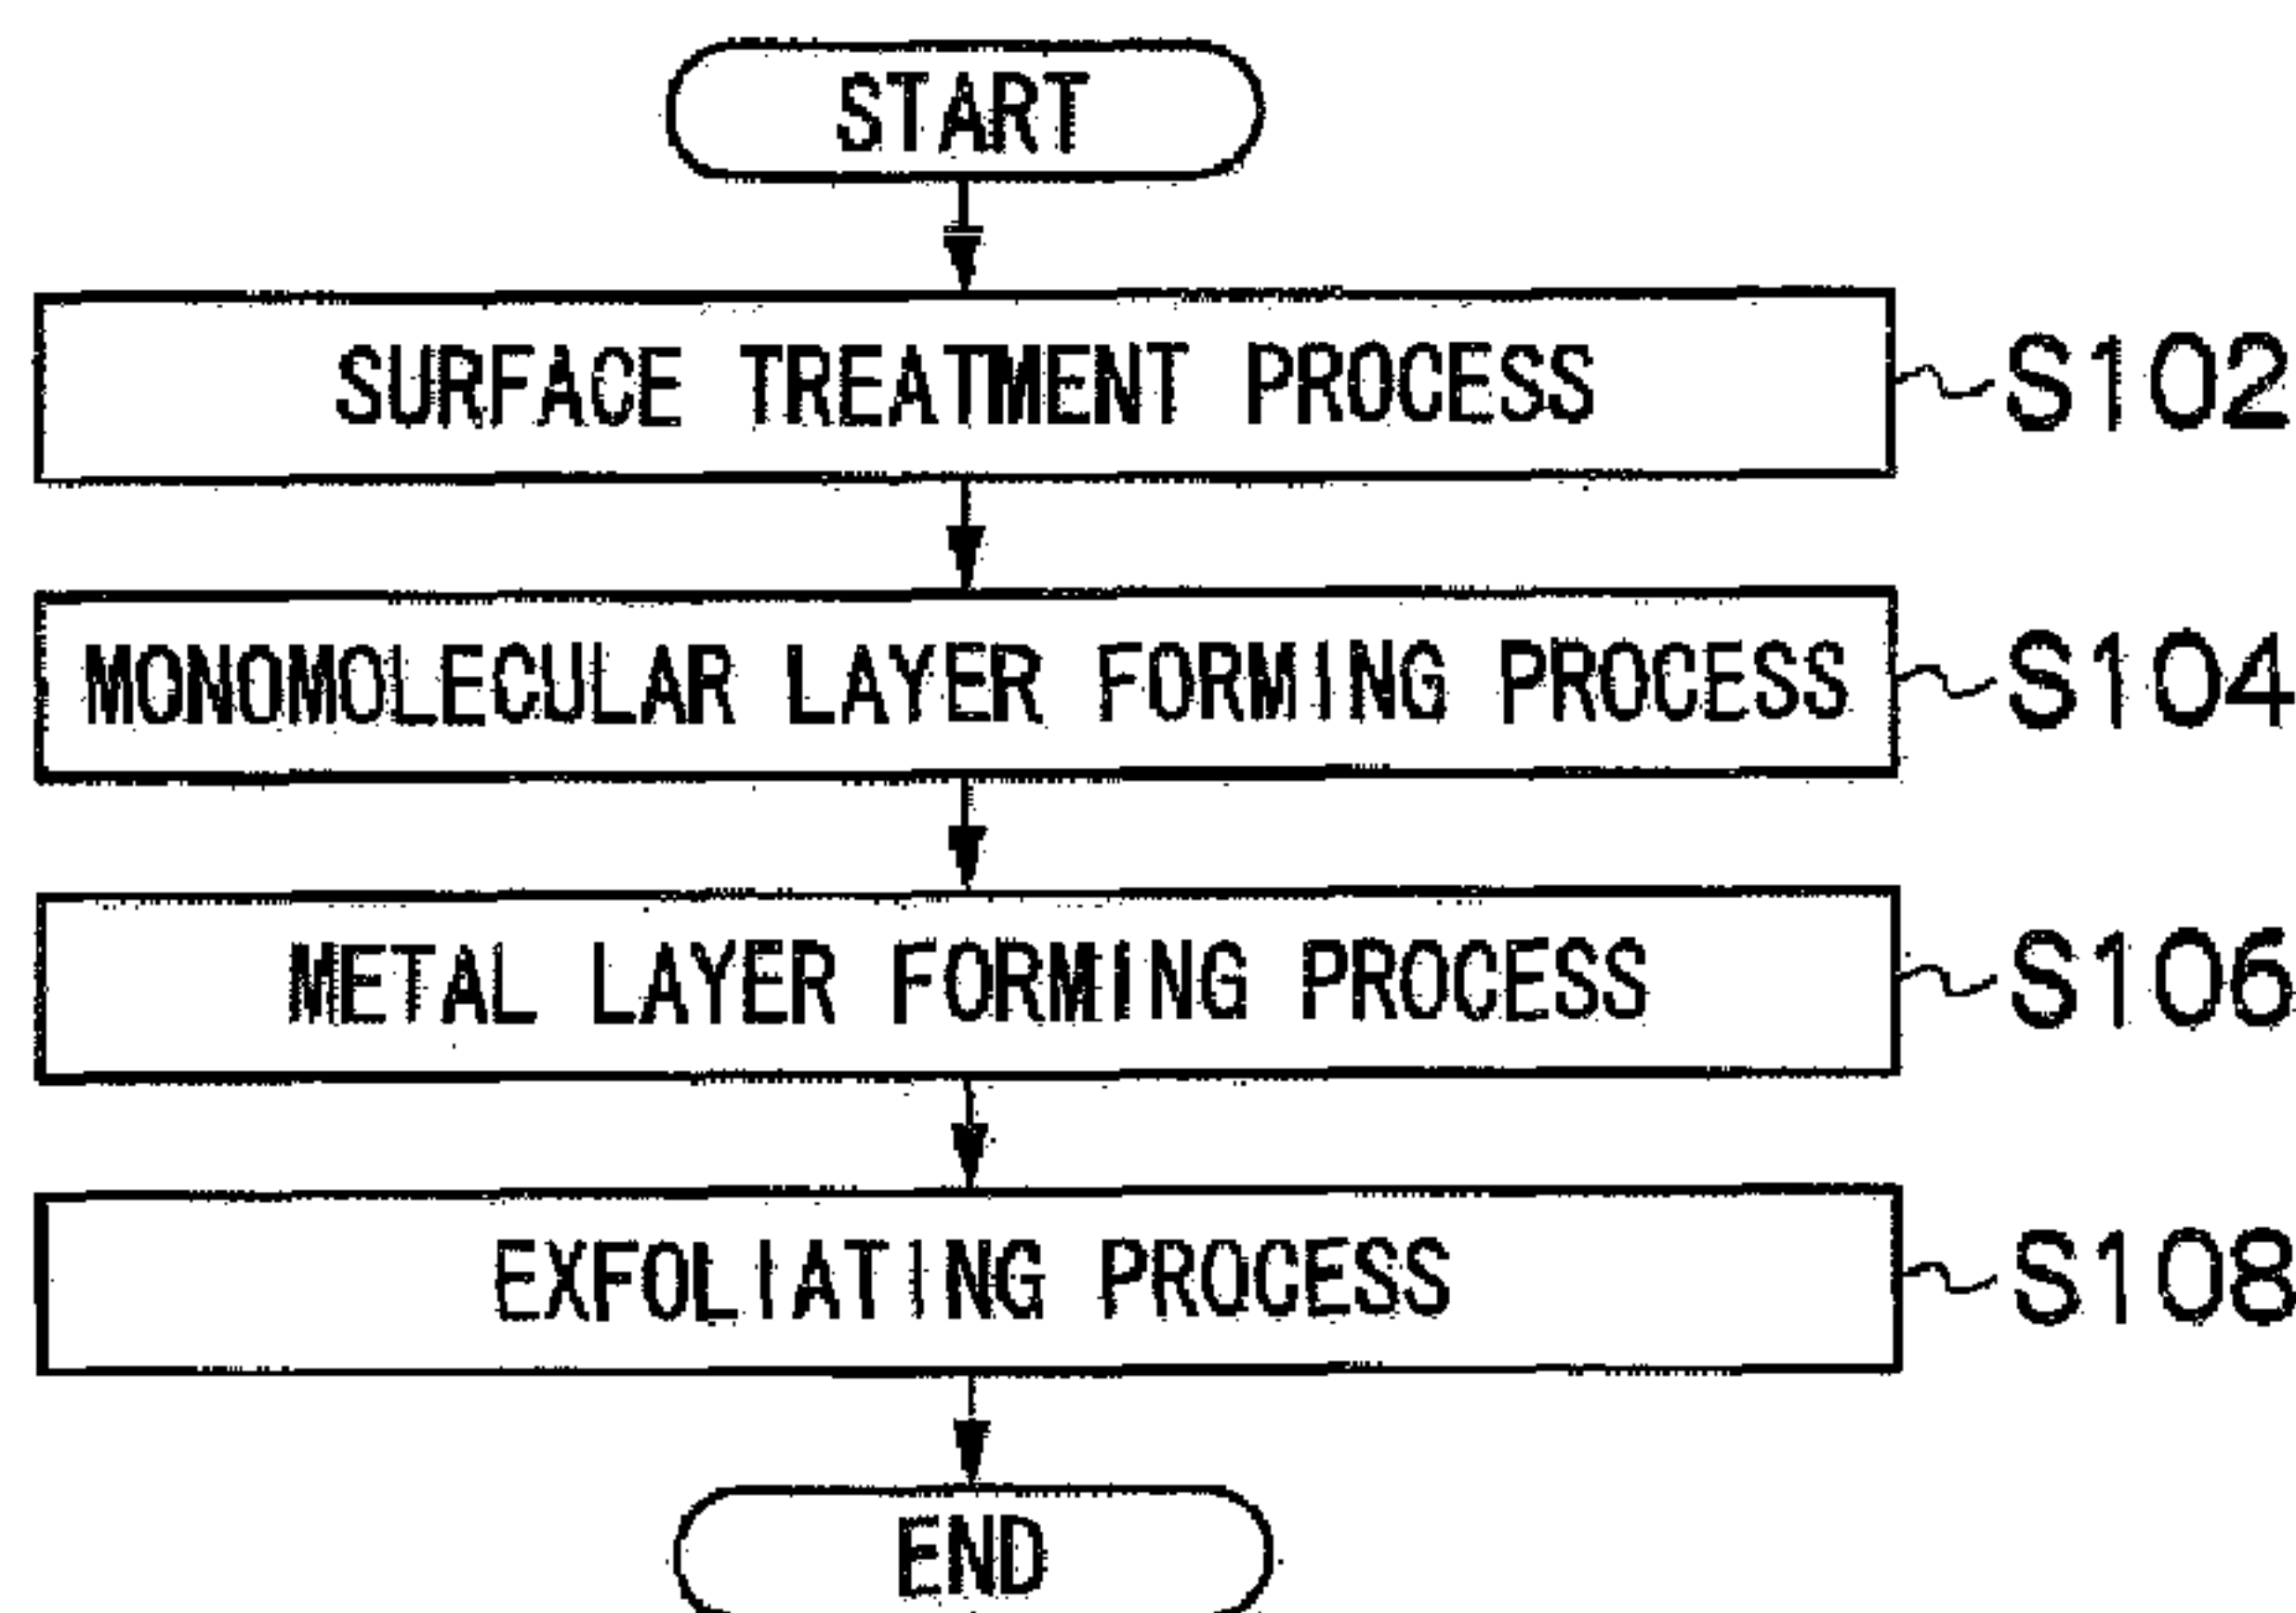 START
SURFACE TREATMENT PROCESS S102
MONOMOLECULAR LAYER FORMING PROCESS S104
METAL LAYER FORMING PROCESS S106
EXFOLIATING PROCESS S108
END